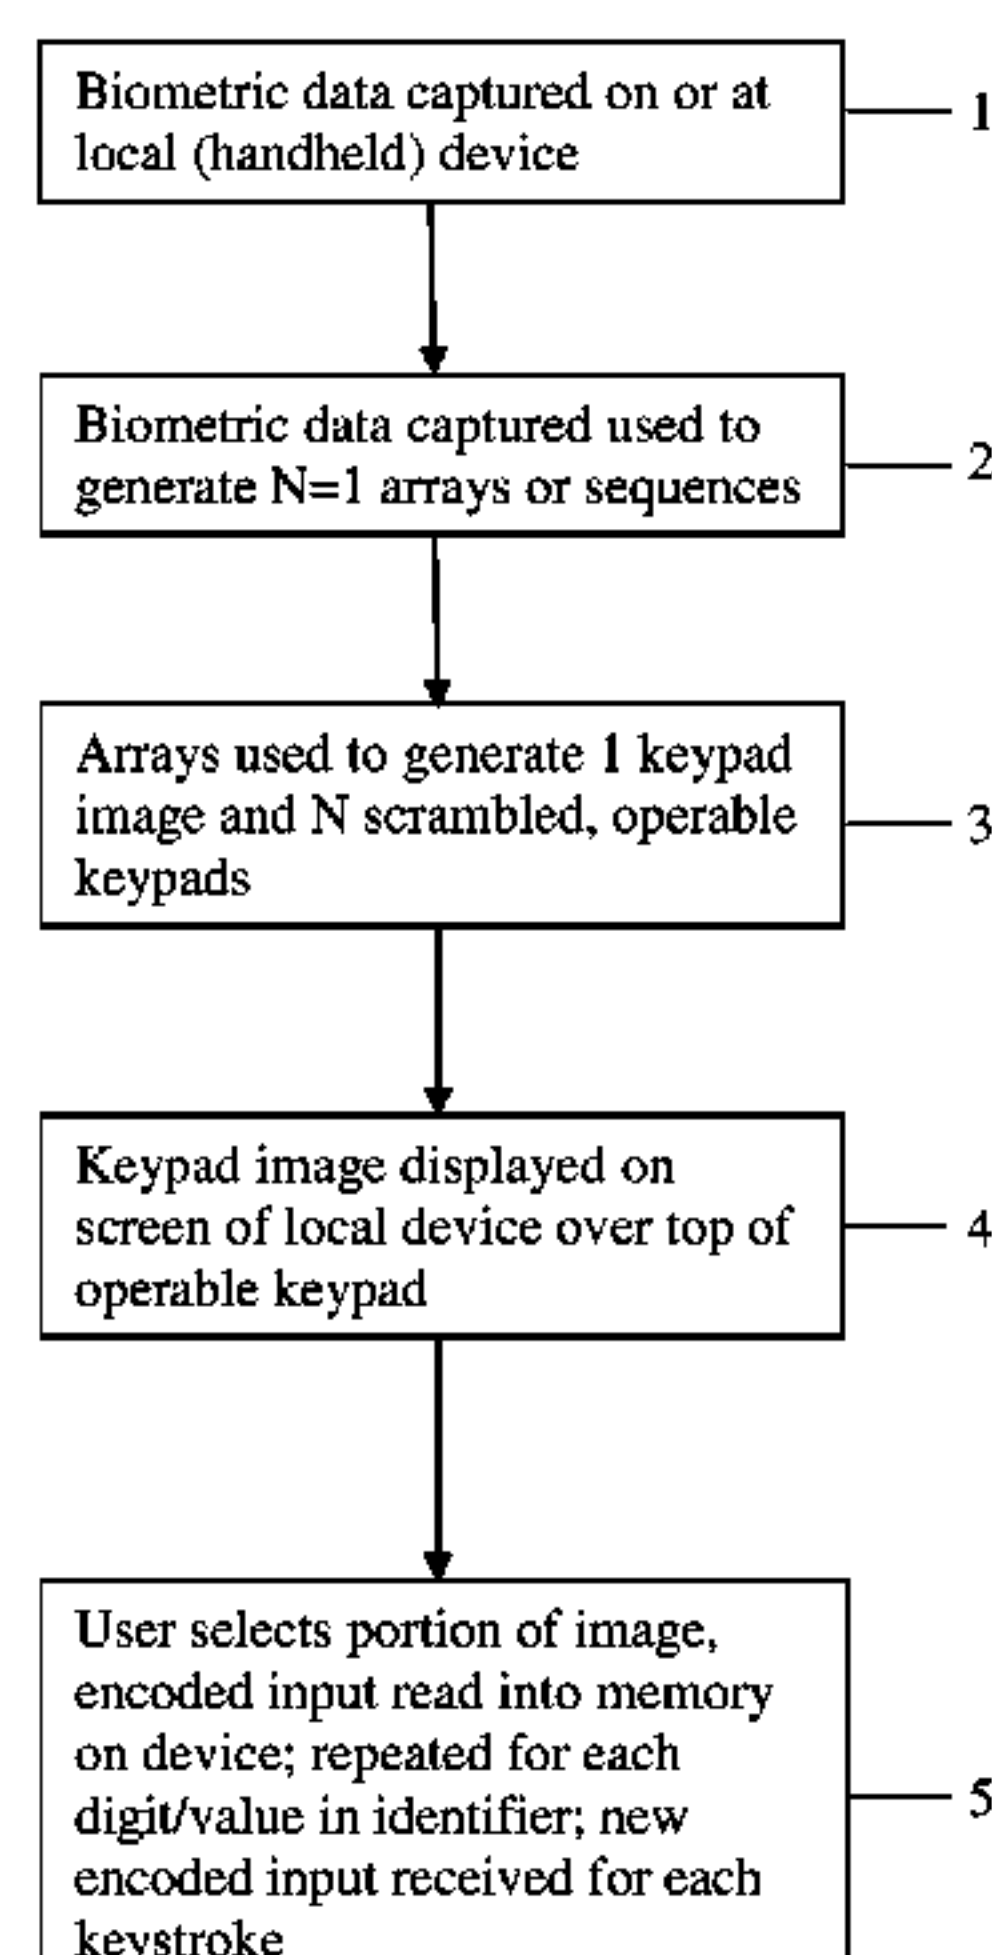 Biometric data captured on or at
local (handheld) device
1
Biometric data captured used to
generate N=1 arrays or sequences
2
Arrays used to generate 1 keypad
image and N scrambled, operable
keypads
3
Keypad image displayed on
screen of local device over top of
operable keypad
4
User selects portion of image,
encoded input read into memory
on device; repeated for each
digit/value in identifier; new
encoded input received for each
keystroke
5